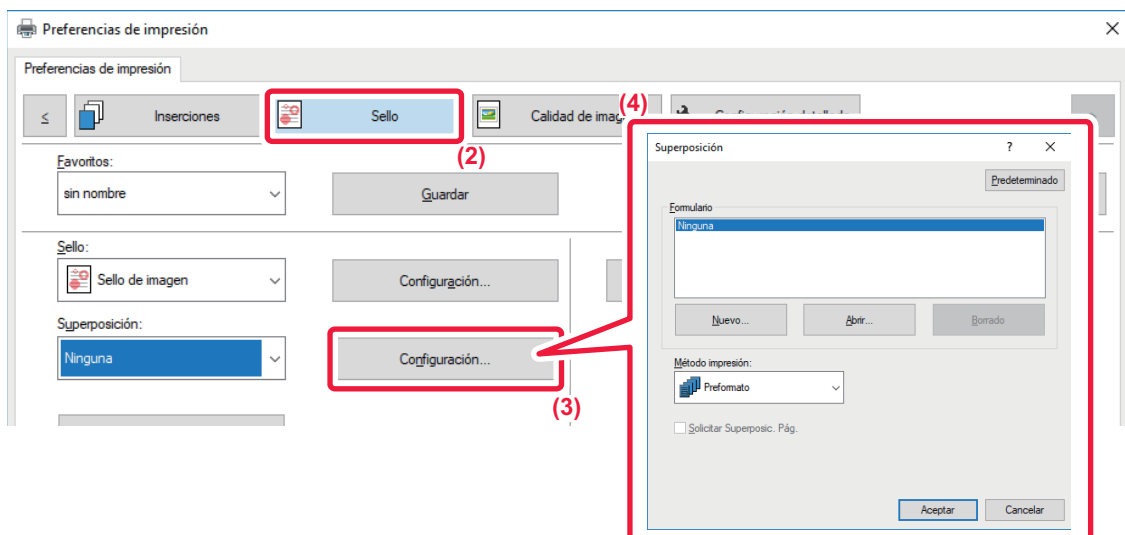 Preferencias de impresión
Preferencias de impresión
<
Inserciones
Sello
Calidad de imag
(4)
(2)
Favoritos:
sin nombre
Guardar
Sello:
Sello de imagen
Configuración...
Superposición:
Ninguna
Configuración...
(3)
Superposición
?
Predeterminado
Formulario
Ninguna
Nuevo...
Abrir...
Borrado
Método impresión:
Preformato
Solicitar Superposic. Pág.
Aceptar
Cancelar